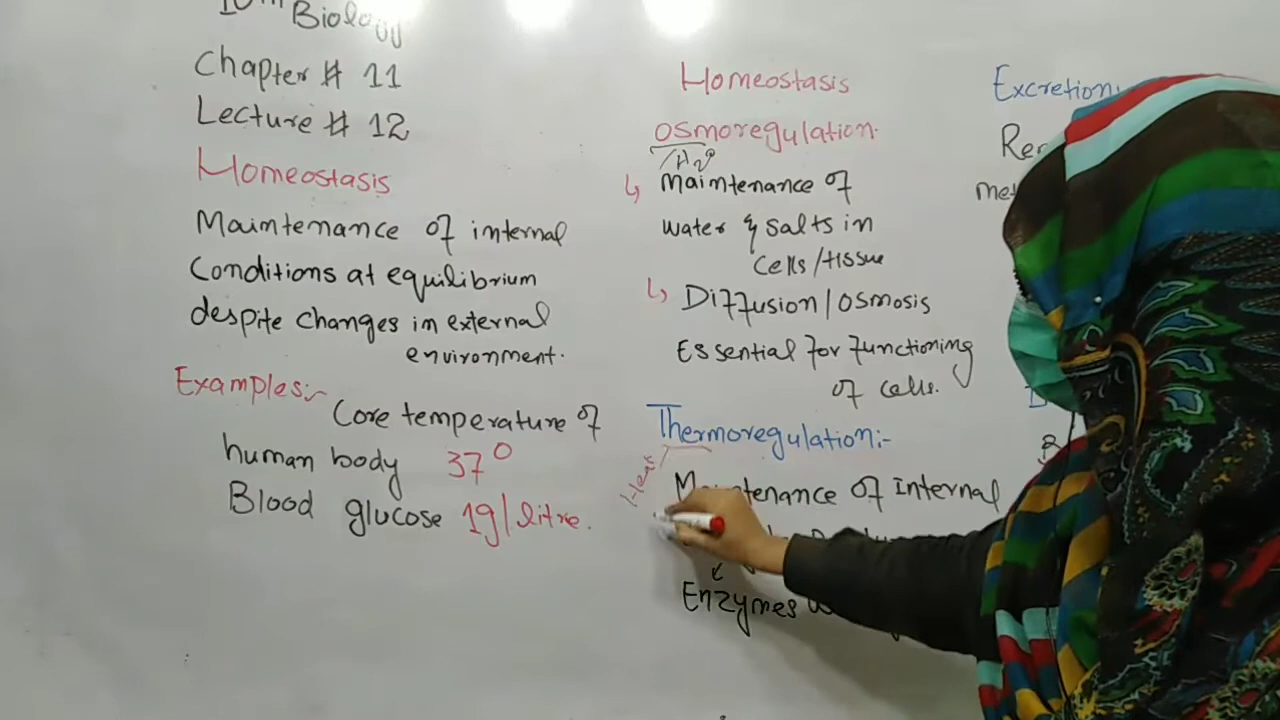 10th Biology
Chapter # 11
Lecture # 12
Homeostasis
Maintenance of internal
Conditions at equilibrium
despite changes in external
environment.
Examples:~
Core temperature of
human body 37°
Blood glucose 1g/litre.
Homeostasis
Osmoregulation.
H2O
↳ Maintenance of
water & salts in
cells/tissue
↳ Diffusion/Osmosis
Essential for functioning
of cells.
Thermoregulation:-
Heat
Maintenance of Internal
Enzymes
Excretion: